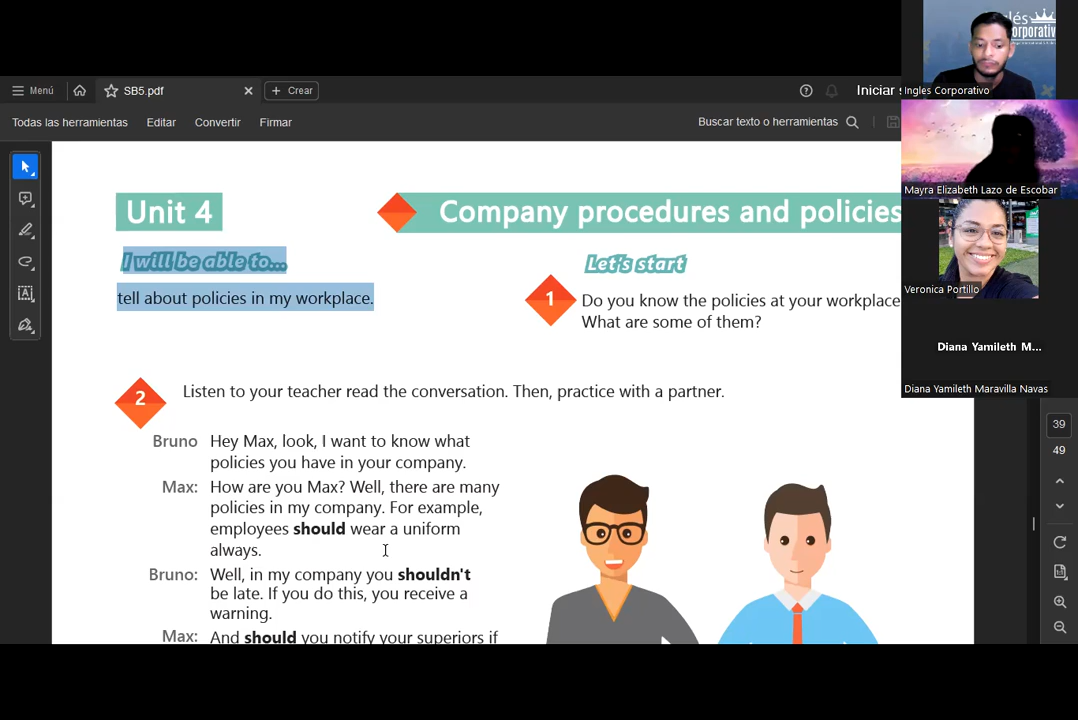 Menú
SB5.pdf
Crear
Iniciar s
Todas las herramientas
Editar
Convertir
Firmar
Buscar texto o herramientas
Unit 4
Company procedures and policies
I will be able to...
tell about policies in my workplace.
Let's start
1
Do you know the policies at your workplace
What are some of them?
2
Listen to your teacher read the conversation. Then, practice with a partner.
Bruno Hey Max, look, I want to know what
policies you have in your company.
Max: How are you Max? Well, there are many
policies in my company. For example,
employees should wear a uniform
always.
Bruno: Well, in my company you shouldn't
be late. If you do this, you receive a
warning.
Max: And should you notify your superiors if
39
49
Ingles Corporativo
Mayra Elizabeth Lazo de Escobar
Veronica Portillo
Diana Yamileth M...
Diana Yamileth Maravilla Navas